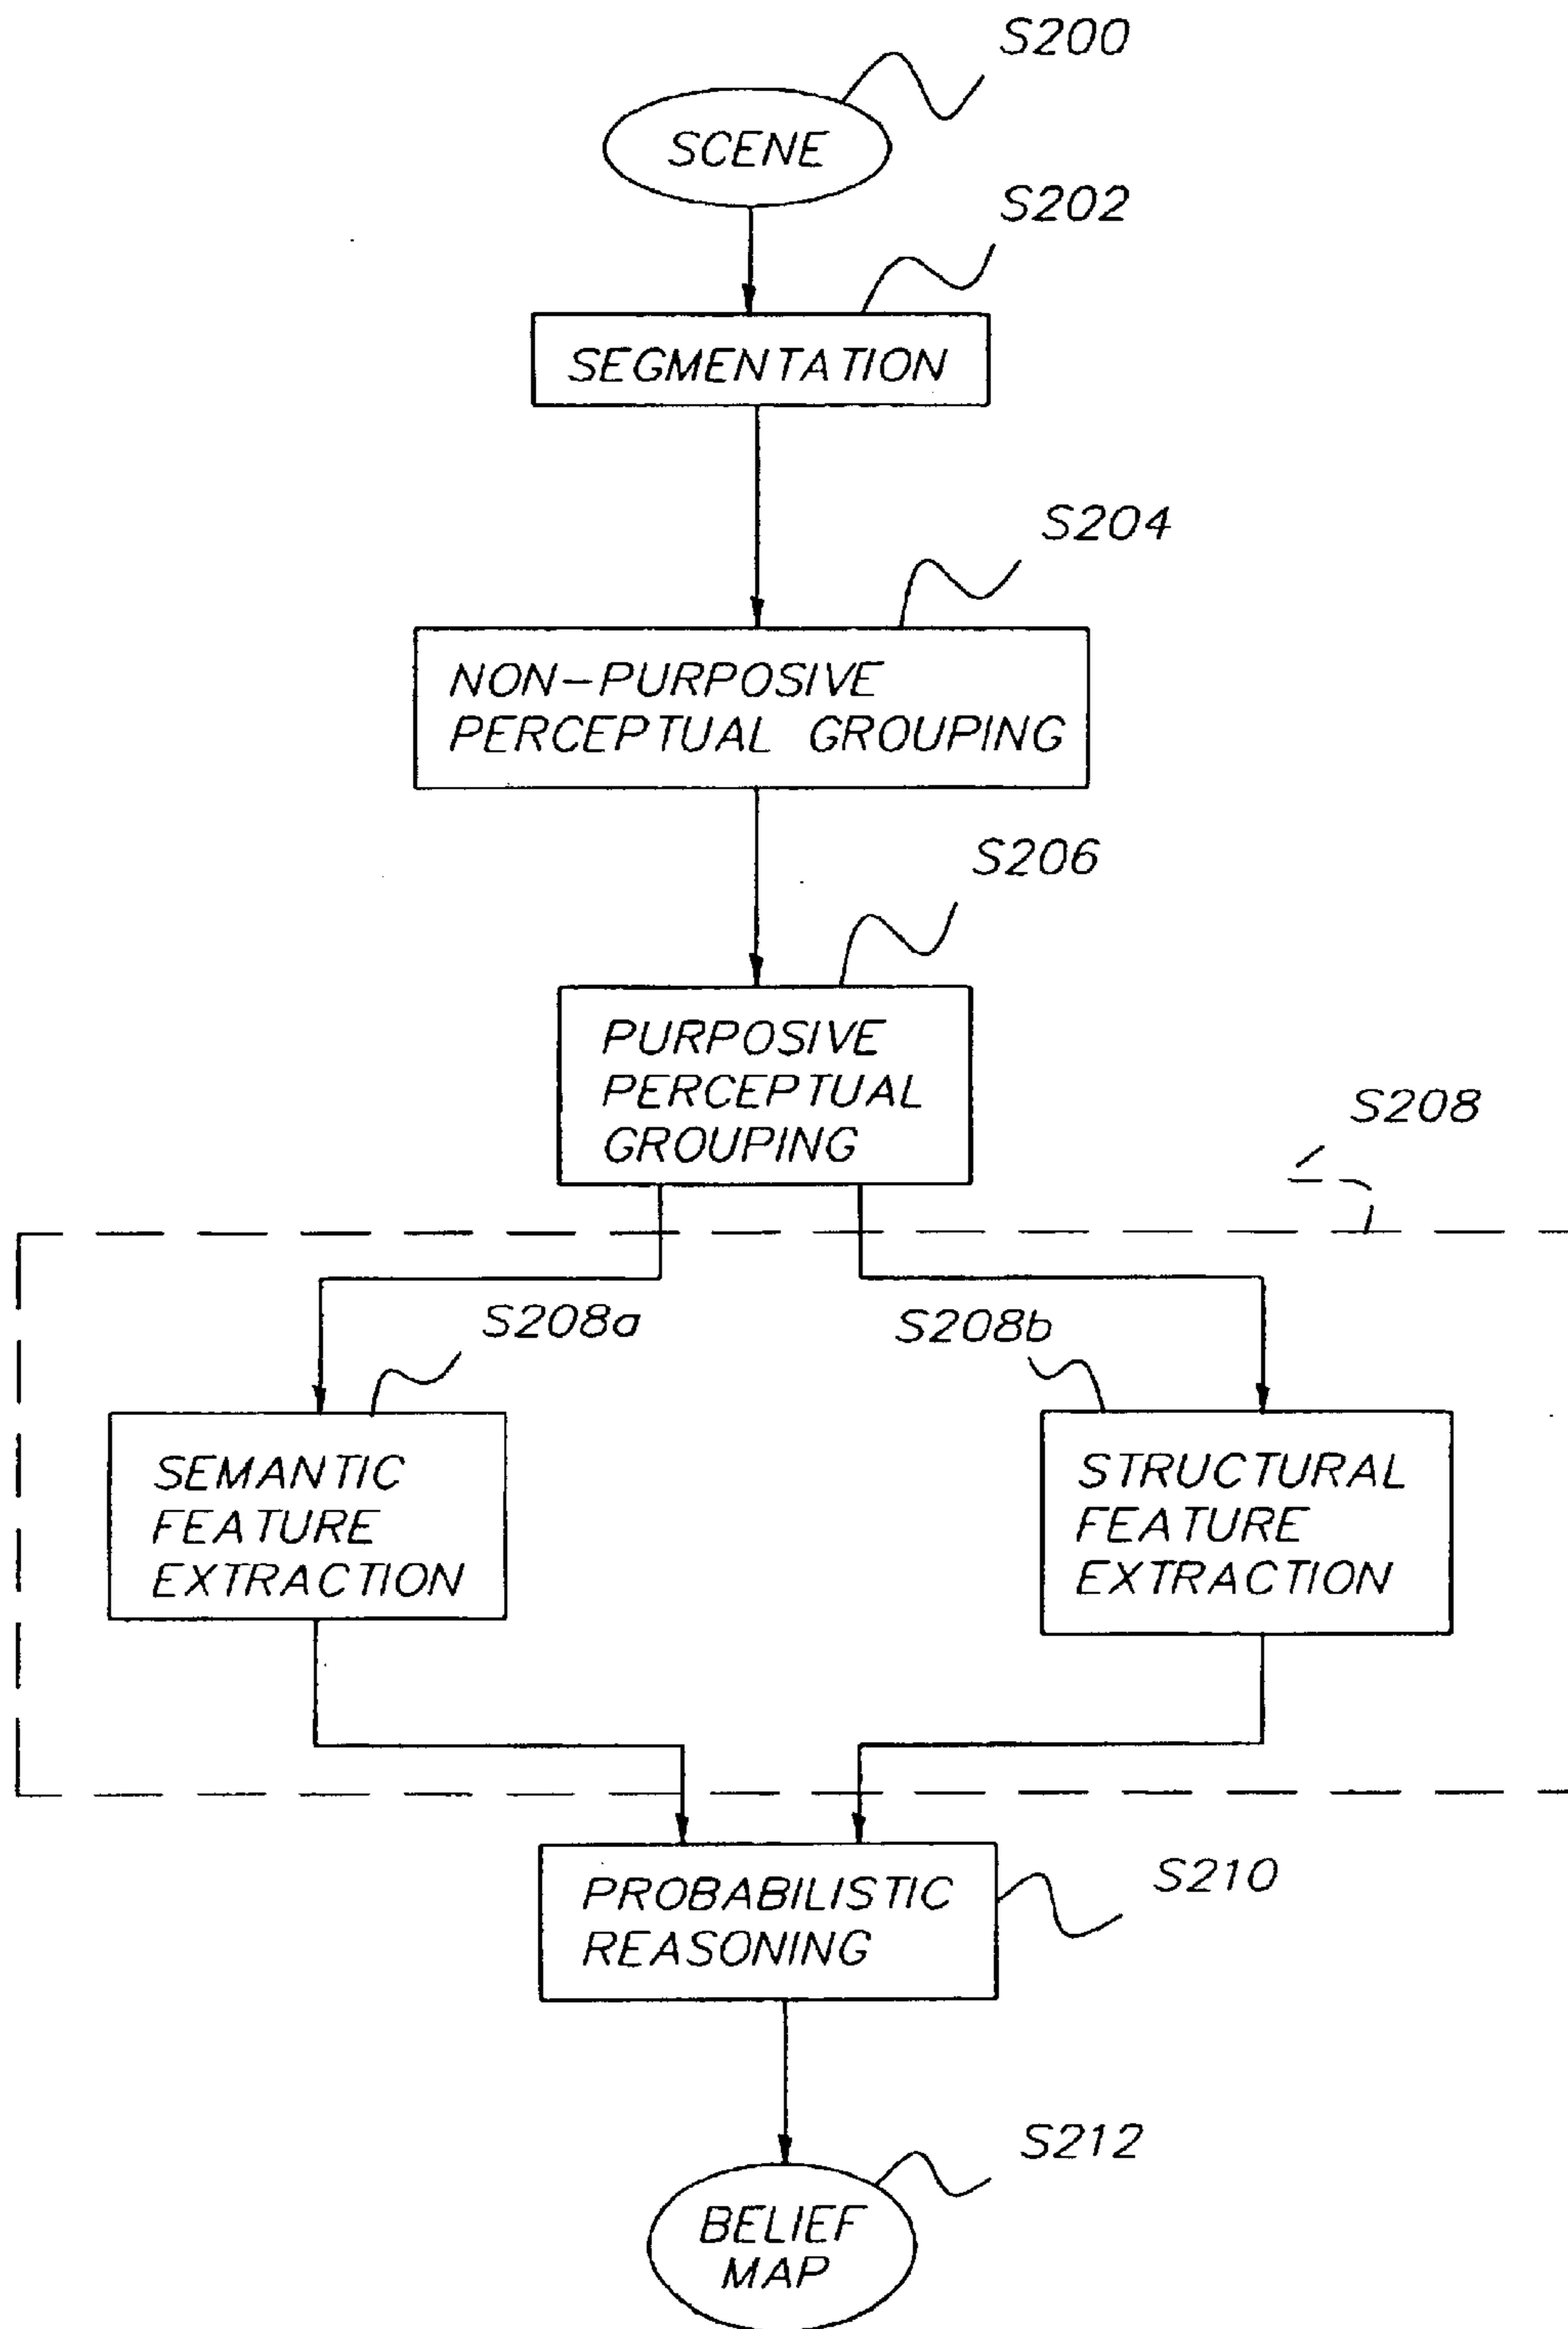 S200
SCENE
S202
SEGMENTATION
S204
NON-PURPOSIVE
PERCEPTUAL GROUPING
S206
PURPOSIVE
PERCEPTUAL
GROUPING
S208
S208a
S208b
SEMANTIC
FEATURE
EXTRACTION
STRUCTURAL
FEATURE
EXTRACTION
PROBABILISTIC
REASONING
S210
S212
BELIEF
MAP